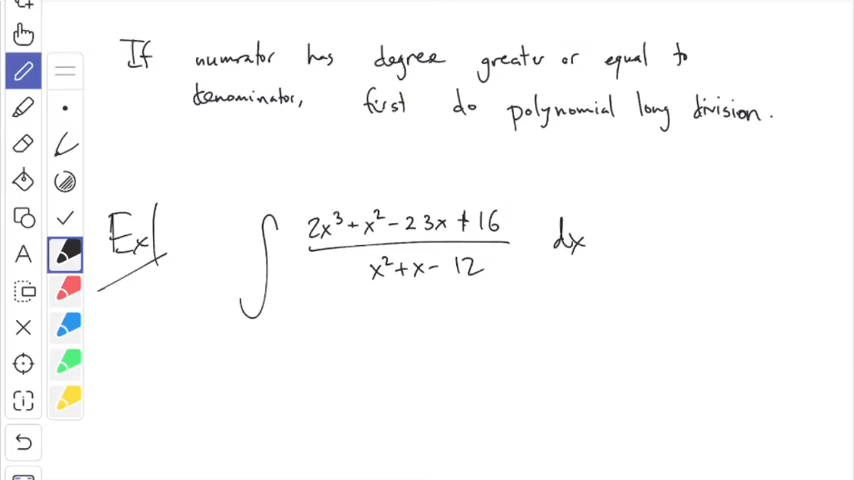 If numrator has degree greater or equal to
denominator, first do polynomial long division.
Ex ∫ (2x³+x²-23x+16)/(x²+x-12) dx